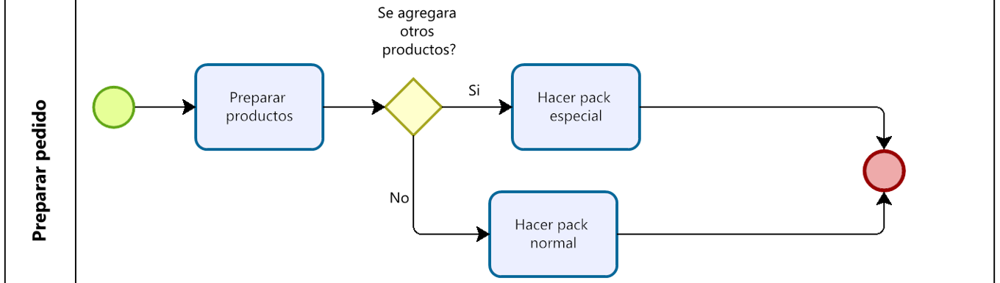 Preparar pedido
Se agregara
otros
productos?
Preparar
productos
Si
Hacer pack
especial
No
Hacer pack
normal